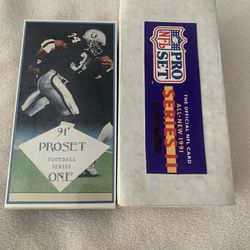 34
91'
PROSET
FOOTBALL
SERIES
ONE
PRO
NFL
SET
THE OFFICIAL NFL CARD
ALL-NEW 1991
SERIES II